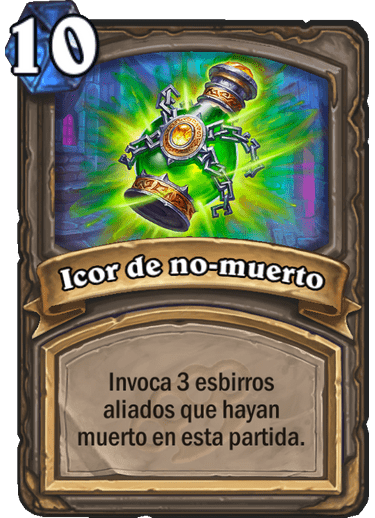 10
Icor de no-muerto
Invoca 3 esbirros
aliados que hayan
muerto en esta partida.